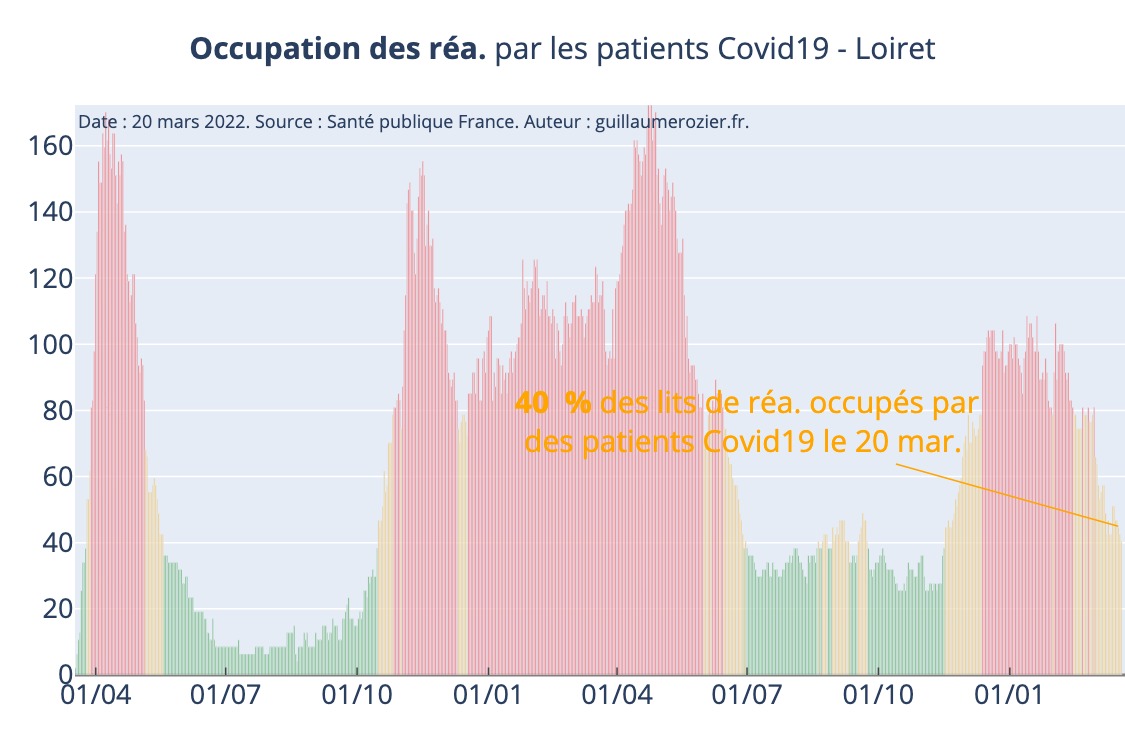 Occupation des réa. par les patients Covid19 - Loiret
Date : 20 mars 2022. Source : Santé publique France. Auteur : guillaumerozier.fr.
160
140
120
100
80
60
40
20
0
40 % des lits de réa. occupés par
des patients Covid19 le 20 mar.
01/04 01/07 01/10 01/01 01/04 01/07 01/10 01/01